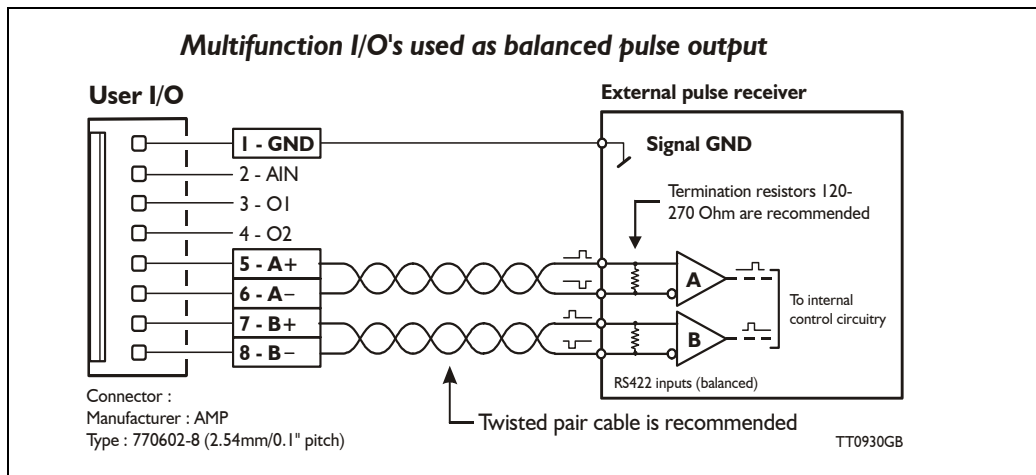 Multifunction I/O's used as balanced pulse output
User I/O
1 - GND
2 - AIN
3 - O1
4 - O2
5 - A+
6 - A−
7 - B+
8 - B−
Connector :
Manufacturer : AMP
Type : 770602-8 (2.54mm/0.1" pitch)
External pulse receiver
Signal GND
Termination resistors 120-
270 Ohm are recommended
A
B
To internal
control circuitry
RS422 inputs (balanced)
Twisted pair cable is recommended
TT0930GB